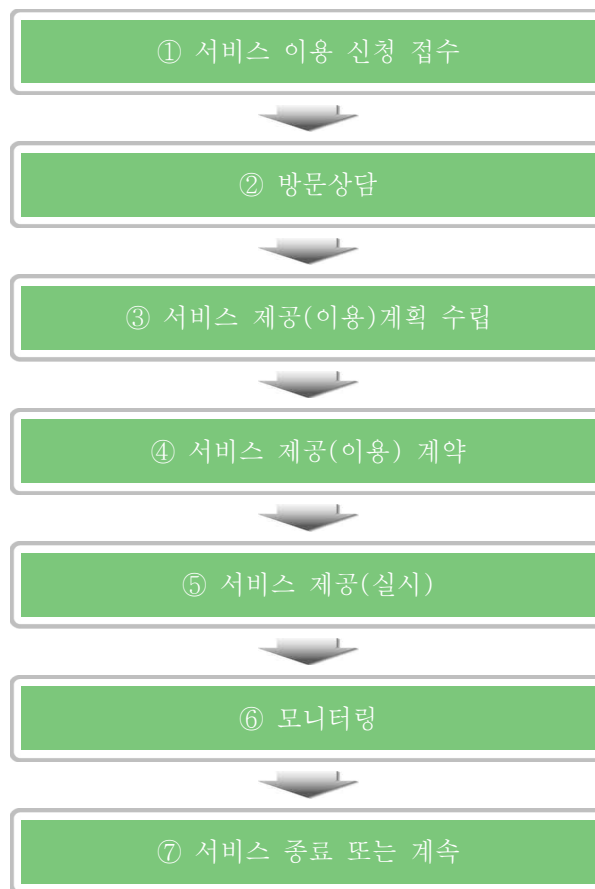 ① 서비스 이용 신청 접수
② 방문상담
③ 서비스 제공(이용)계획 수립
④ 서비스 제공(이용) 계약
⑤ 서비스 제공(실시)
⑥ 모니터링
⑦ 서비스 종료 또는 계속